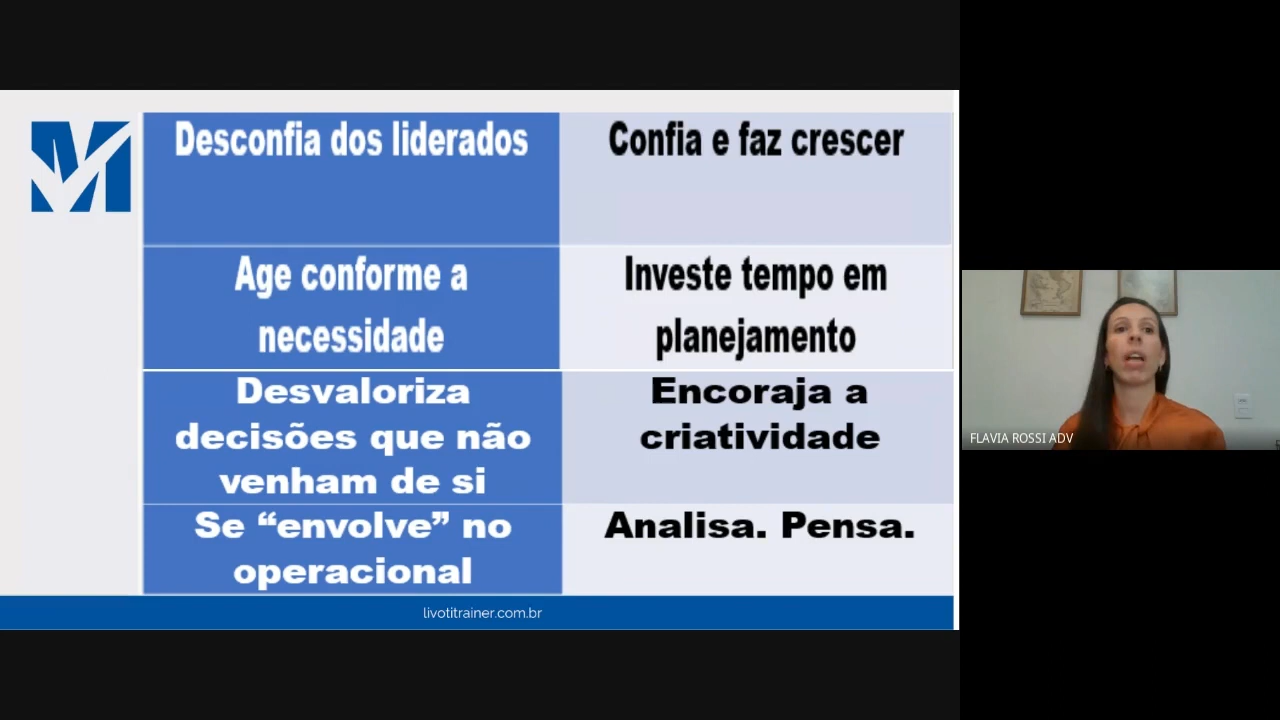 Desconfia dos liderados
Confia e faz crescer
Age conforme a
necessidade
Investe tempo em
planejamento
Desvaloriza
decisões que não
venham de si
Encoraja a
criatividade
Se “envolve” no
operacional
Analisa. Pensa.
livotitrainer.com.br
FLAVIA ROSSI ADV